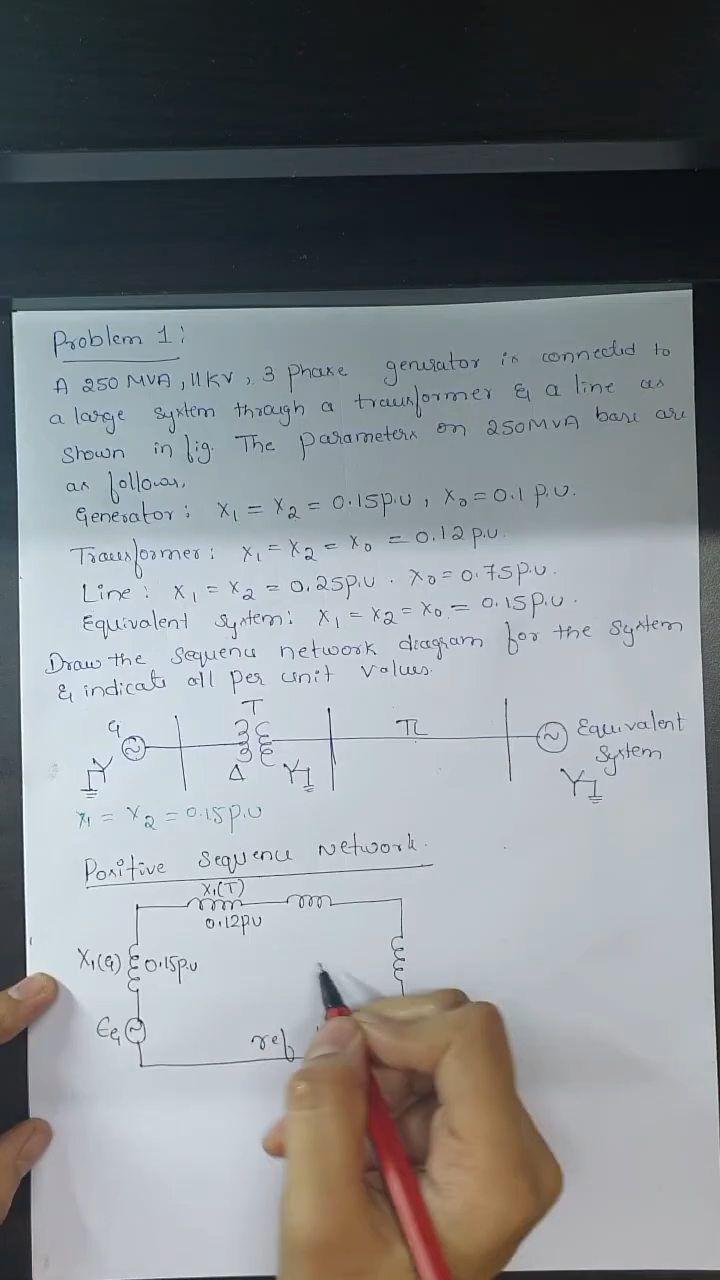 Problem 1:
A 250 MVA, 11 KV, 3 phase generator is connected to
a large system through a transformer & a line as
shown in fig. The parameters on 250MVA base are
as follows,
Generator: X1 = X2 = 0.15p.u, X0 = 0.1 p.u.
Transformer: X1 = X2 = X0 = 0.12 p.u.
Line: X1 = X2 = 0.25p.u. X0 = 0.75p.u.
Equivalent system: X1 = X2 = X0 = 0.15p.u.
Draw the sequence network diagram for the system
& indicate all per unit values.
G T TL Equivalent
System
Δ
X1 = X2 = 0.15p.u
Positive sequence network.
X1(T)
0.12pu
X1(G) 0.15p.u
EG
ref